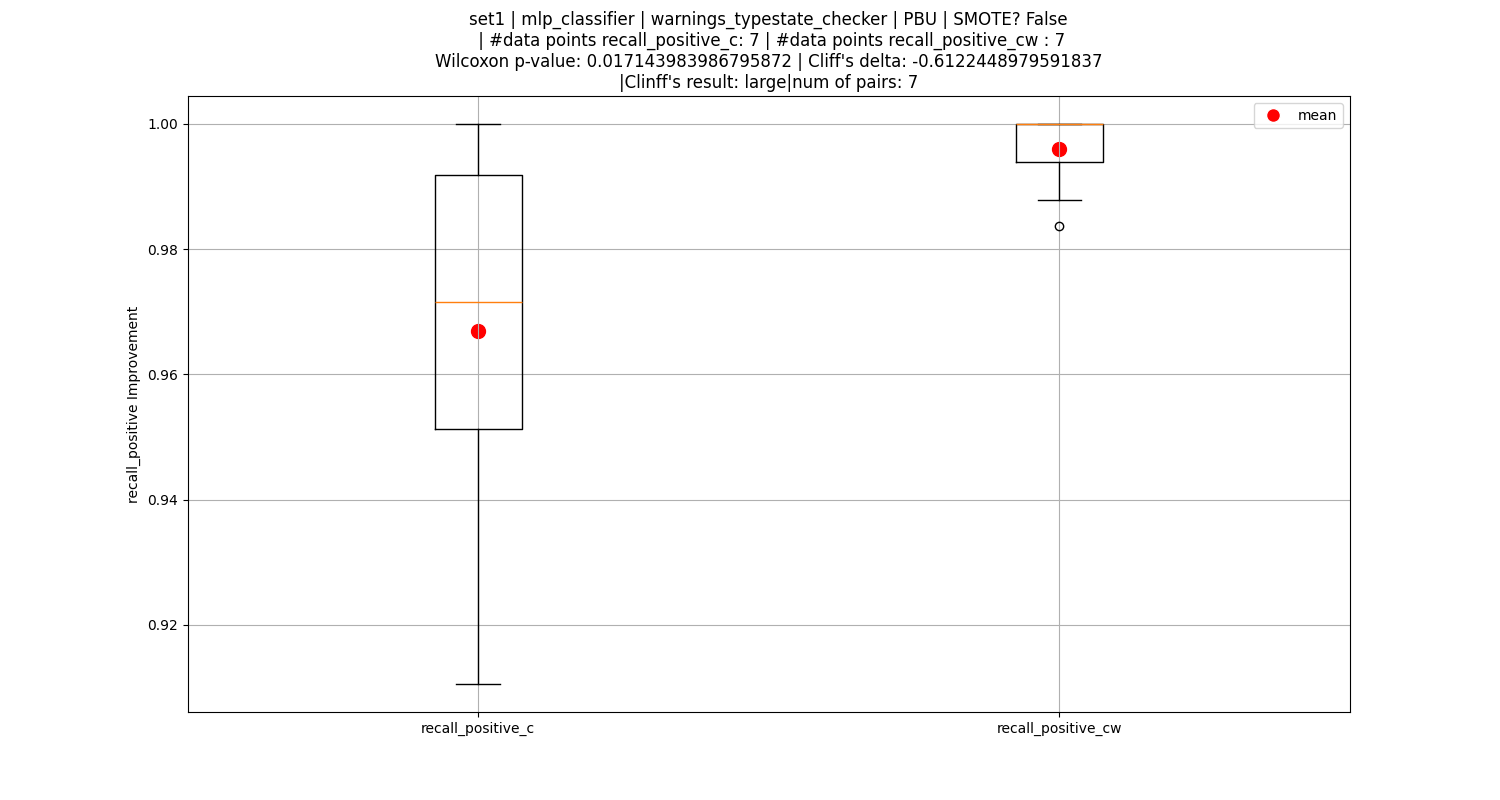 set1 | mlp_classifier | warnings_typestate_checker | PBU | SMOTE? False
| #data points recall_positive_c: 7 | #data points recall_positive_cw : 7
Wilcoxon p-value: 0.017143983986795872 | Cliff's delta: -0.6122448979591837
|Clinff's result: large|num of pairs: 7
mean
1.00
0.98
0.96
0.94
0.92
recall_positive Improvement
recall_positive_c
recall_positive_cw